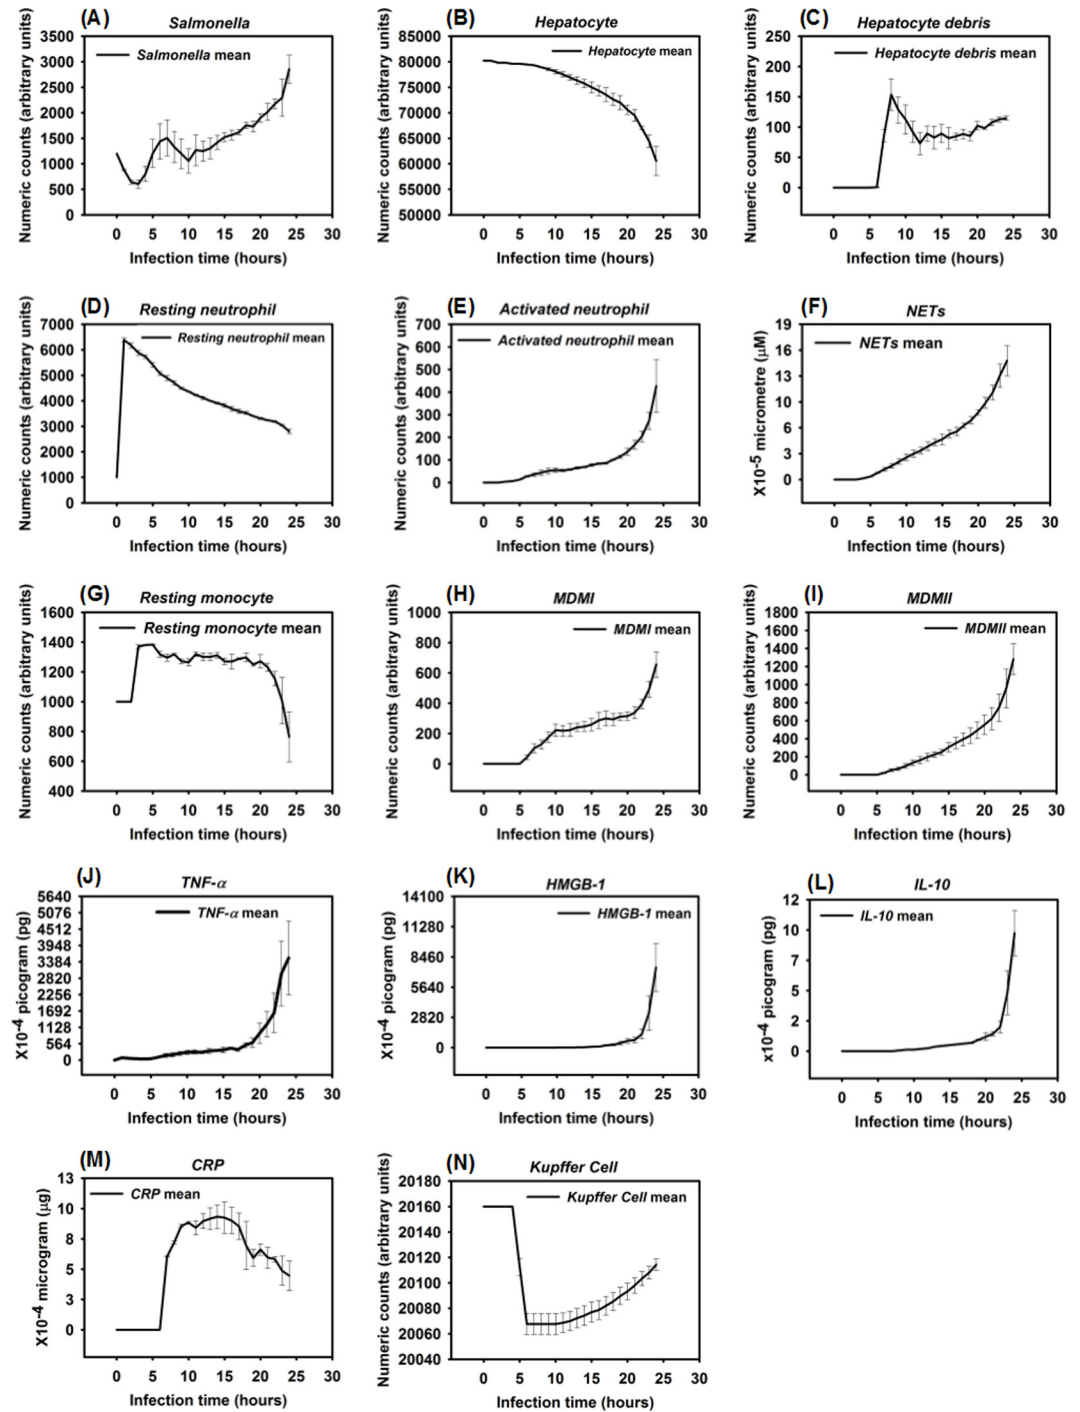 (A) Salmonella
Numeric counts (arbitrary units)
3500
3000
2500
2000
1500
1000
500
0
Salmonella mean
0 5 10 15 20 25 30
Infection time (hours)
(B) Hepatocyte
Numeric counts (arbitrary units)
85000
80000
75000
70000
65000
60000
55000
50000
Hepatocyte mean
0 5 10 15 20 25 30
Infection time (hours)
(C) Hepatocyte debris
Numeric counts (arbitrary units)
250
200
150
100
50
0
Hepatocyte debris mean
0 5 10 15 20 25 30
Infection time (hours)
(D) Resting neutrophil
Numeric counts (arbitrary units)
7000
6000
5000
4000
3000
2000
1000
0
Resting neutrophil mean
0 5 10 15 20 25 30
Infection time (hours)
(E) Activated neutrophil
Numeric counts (arbitrary units)
700
600
500
400
300
200
100
0
Activated neutrophil mean
0 5 10 15 20 25 30
Infection time (hours)
(F) NETs
X10-5 micrometre (μM)
19
16
13
10
6
3
0
NETs mean
0 5 10 15 20 25 30
Infection time (hours)
(G) Resting monocyte
Numeric counts (arbitrary units)
1600
1400
1200
1000
800
600
400
Resting monocyte mean
0 5 10 15 20 25 30
Infection time (hours)
(H) MDMI
Numeric counts (arbitrary units)
1000
800
600
400
200
0
MDMI mean
0 5 10 15 20 25 30
Infection time (hours)
(I) MDMII
Numeric counts (arbitrary units)
1800
1600
1400
1200
1000
800
600
400
200
0
MDMII mean
0 5 10 15 20 25 30
Infection time (hours)
(J) TNF-α
X10-4 picogram (pg)
5640
5076
4512
3948
3384
2820
2256
1692
1128
564
0
TNF-α mean
0 5 10 15 20 25 30
Infection time (hours)
(K) HMGB-1
X10-4 picogram (pg)
14100
11280
8460
5640
2820
0
HMGB-1 mean
0 5 10 15 20 25 30
Infection time (hours)
(L) IL-10
x10-4 picogram (pg)
12
10
7
5
2
0
IL-10 mean
0 5 10 15 20 25 30
Infection time (hours)
(M) CRP
X10-4 microgram (μg)
13
10
8
5
3
0
CRP mean
0 5 10 15 20 25 30
Infection time (hours)
(N) Kupffer Cell
Numeric counts (arbitrary units)
20180
20160
20140
20120
20100
20080
20060
20040
Kupffer Cell mean
0 5 10 15 20 25 30
Infection time (hours)